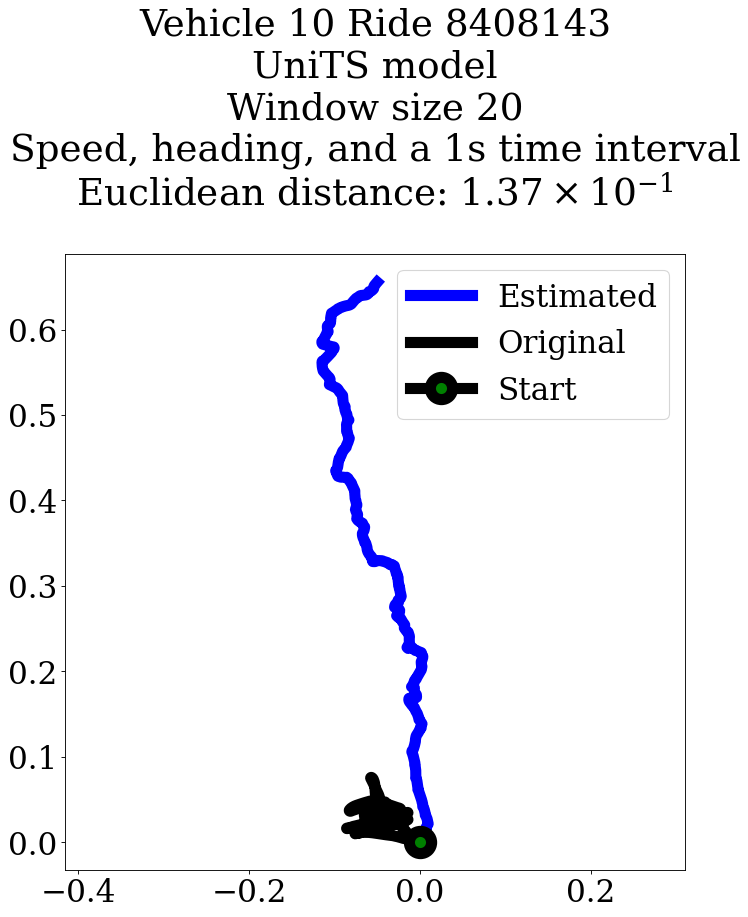 Vehicle 10 Ride 8408143
UniTS model
Window size 20
Speed, heading, and a 1s time interval
Euclidean distance: 1.37 × 10⁻¹
Estimated
Original
Start
0.6
0.5
0.4
0.3
0.2
0.1
0.0
−0.4 −0.2 0.0 0.2